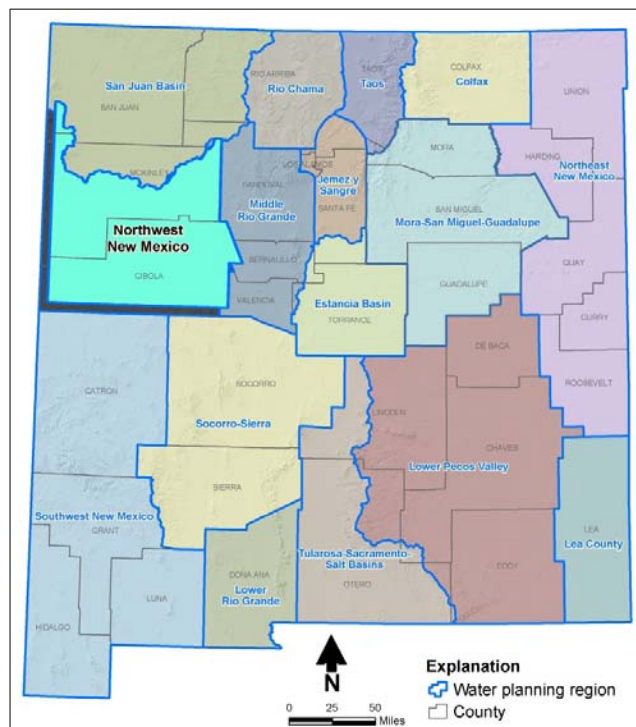 TAOS
COLFAX
San Juan Basin
RIO ARRIBA
Rio Chama
Taos
Colfax
UNION
SAN JUAN
MORA
HARDING
Northeast
New Mexico
MCKINLEY
LOS ALAMOS
SANDOVAL
Jemez y
Sangre
Middle
Rio Grande
SANTA FE
SAN MIGUEL
Mora-San Miguel-Guadalupe
Northwest
New Mexico
BERNALILLO
QUAY
CIBOLA
VALENCIA
Estancia Basin
GUADALUPE
TORRANCE
CURRY
DE BACA
ROOSEVELT
CATRON
SOCORRO
LINCOLN
CHAVES
Socorro-Sierra
Lower Pecos Valley
SIERRA
Southwest New Mexico
GRANT
LEA
Lea County
Tularosa-Sacramento-
Salt Basins
OTERO
EDDY
DONA ANA
Lower
Rio Grande
LUNA
HIDALGO
N
Explanation
Water planning region
County
0 25 50
Miles